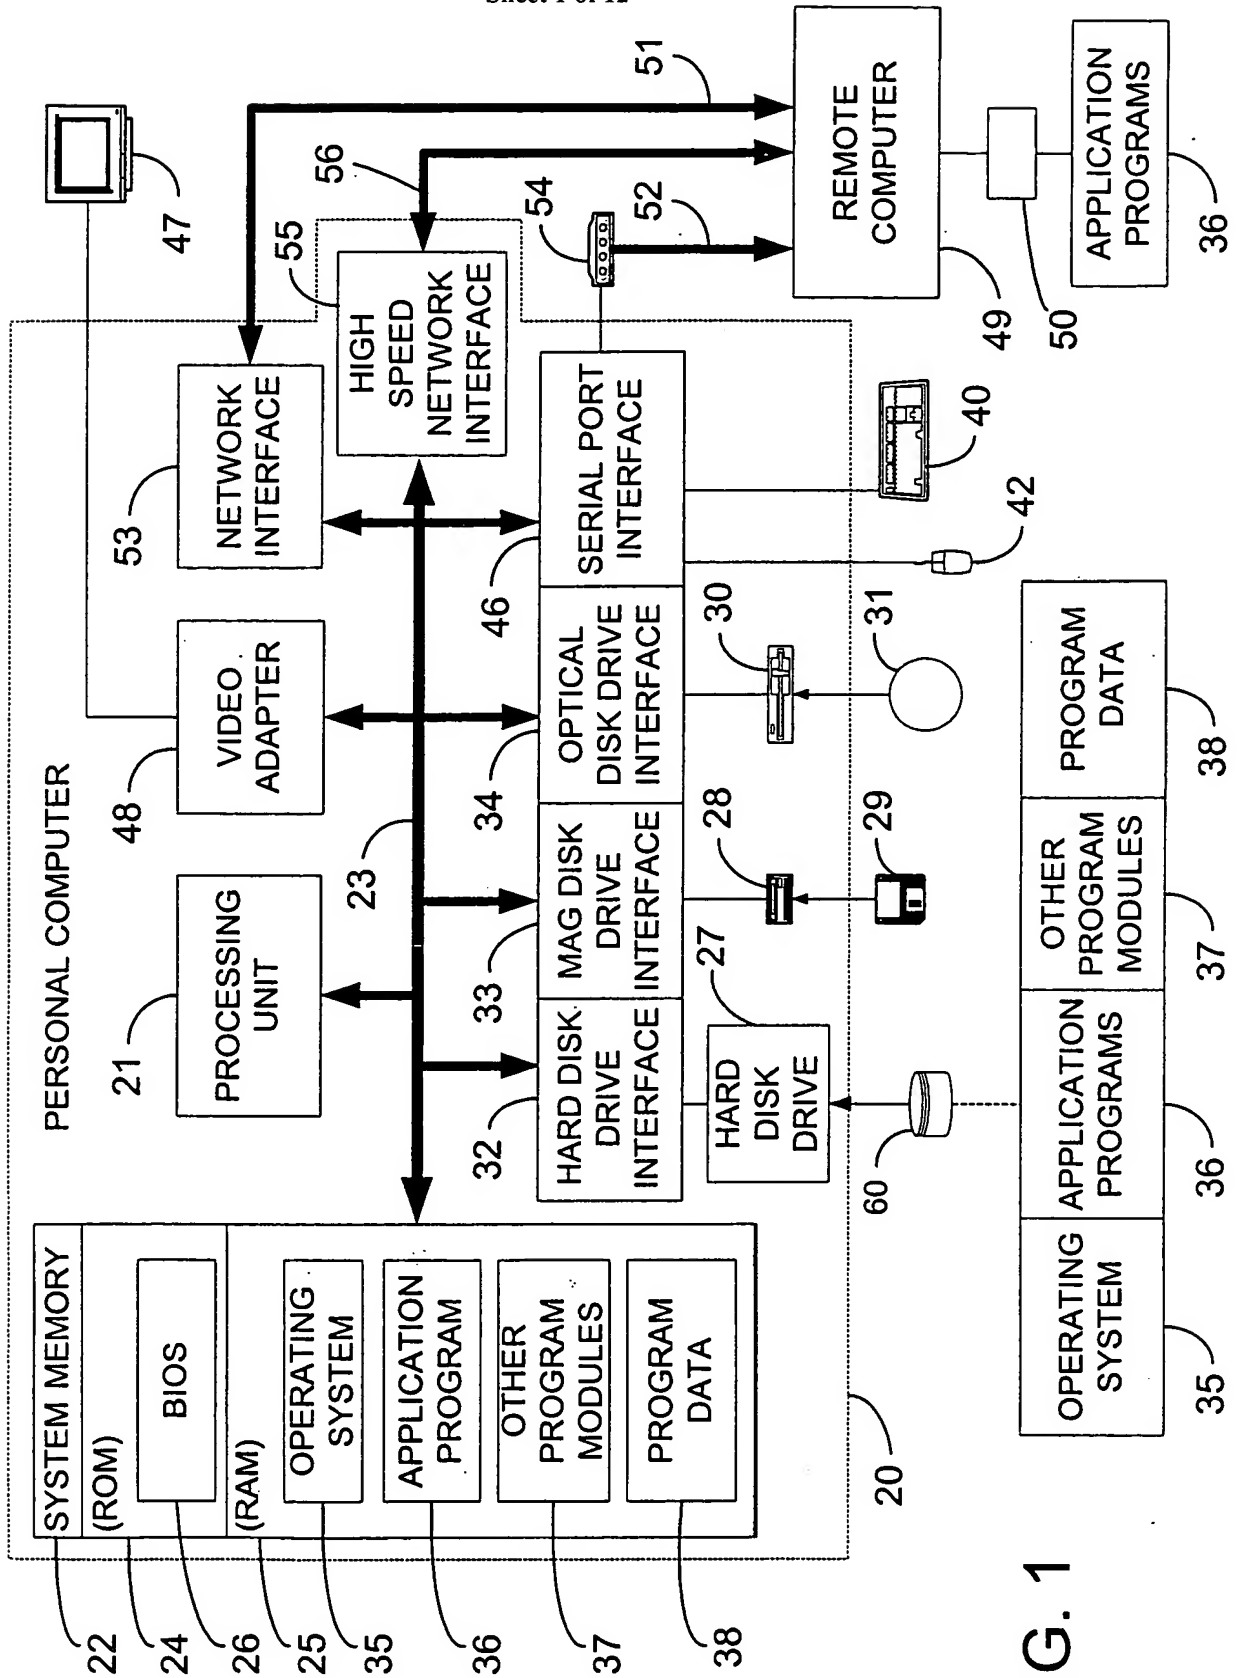 Sheet 1 of 12
PERSONAL COMPUTER
22
SYSTEM MEMORY
24
(ROM)
26
BIOS
25
(RAM)
35
OPERATING
SYSTEM
36
APPLICATION
PROGRAM
37
OTHER
PROGRAM
MODULES
38
PROGRAM
DATA
21
PROCESSING
UNIT
48
VIDEO
ADAPTER
53
NETWORK
INTERFACE
47
23
55
HIGH
SPEED
NETWORK
INTERFACE
56
51
32
HARD DISK
DRIVE
INTERFACE
33
MAG DISK
DRIVE
INTERFACE
34
OPTICAL
DISK DRIVE
INTERFACE
46
SERIAL PORT
INTERFACE
54
52
27
HARD
DISK
DRIVE
28
30
29
31
42
40
60
20
REMOTE
COMPUTER
49
50
APPLICATION
PROGRAMS
36
OPERATING
SYSTEM
APPLICATION
PROGRAMS
OTHER
PROGRAM
MODULES
PROGRAM
DATA
35
36
37
38
G. 1